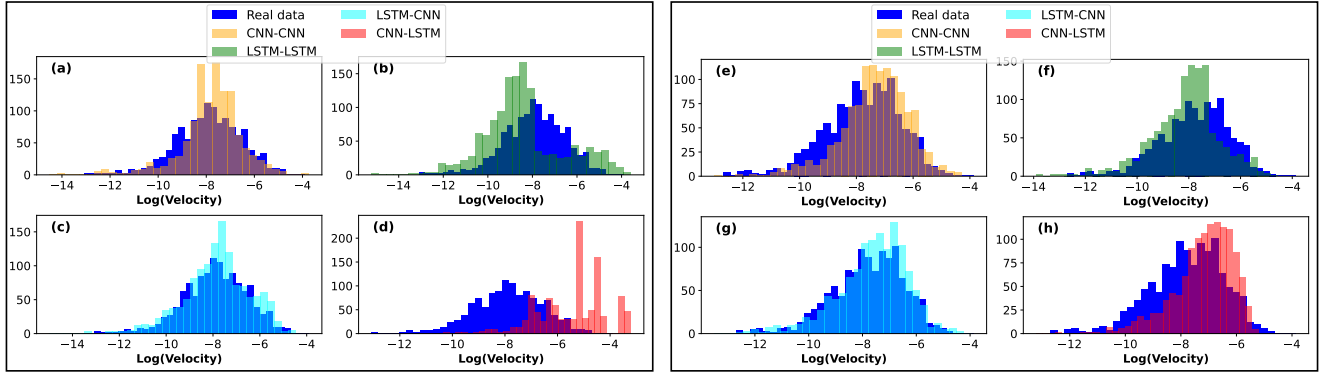 Real data
CNN-CNN
LSTM-LSTM
LSTM-CNN
CNN-LSTM
(a)
150
100
50
0
−14 −12 −10 −8 −6 −4
Log(Velocity)
(b)
150
100
50
0
−14 −12 −10 −8 −6 −4
Log(Velocity)
(c)
150
100
50
0
−14 −12 −10 −8 −6 −4
Log(Velocity)
(d)
200
150
100
50
0
−12 −10 −8 −6 −4
Log(Velocity)
Real data
CNN-CNN
LSTM-LSTM
LSTM-CNN
CNN-LSTM
(e)
100
75
50
25
0
−12 −10 −8 −6 −4
Log(Velocity)
(f)
150
100
50
0
−14 −12 −10 −8 −6 −4
Log(Velocity)
(g)
100
50
0
−12 −10 −8 −6 −4
Log(Velocity)
(h)
100
75
50
25
0
−12 −10 −8 −6 −4
Log(Velocity)